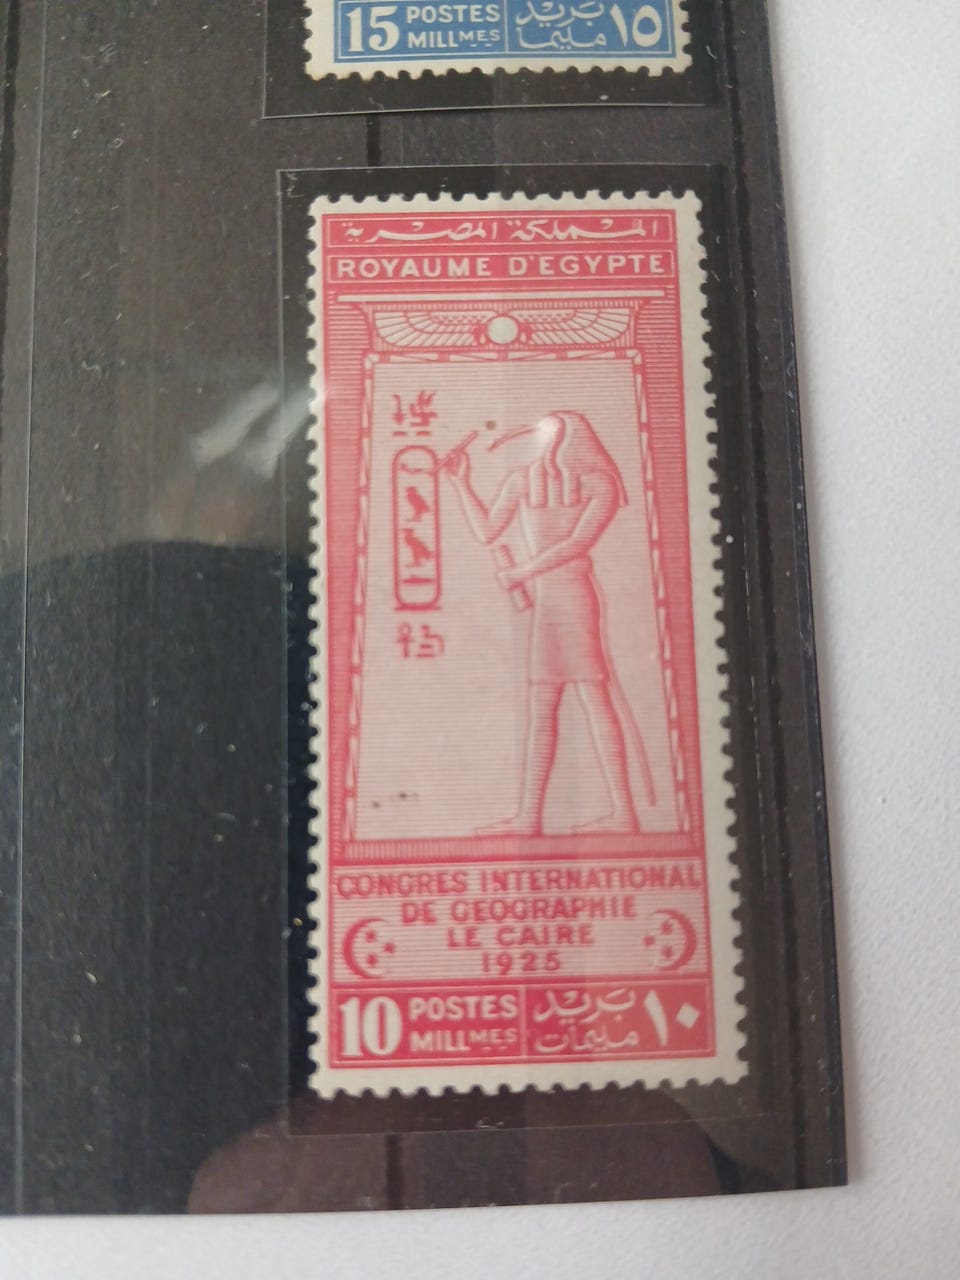 15 POSTES بريد ١٥
MILLMES مليما
المملكة المصرية
ROYAUME D'EGYPTE
CONGRES INTERNATIONAL
DE GEOGRAPHIE
LE CAIRE
1925
10 POSTES بريد ١٠
MILLMES مليمات